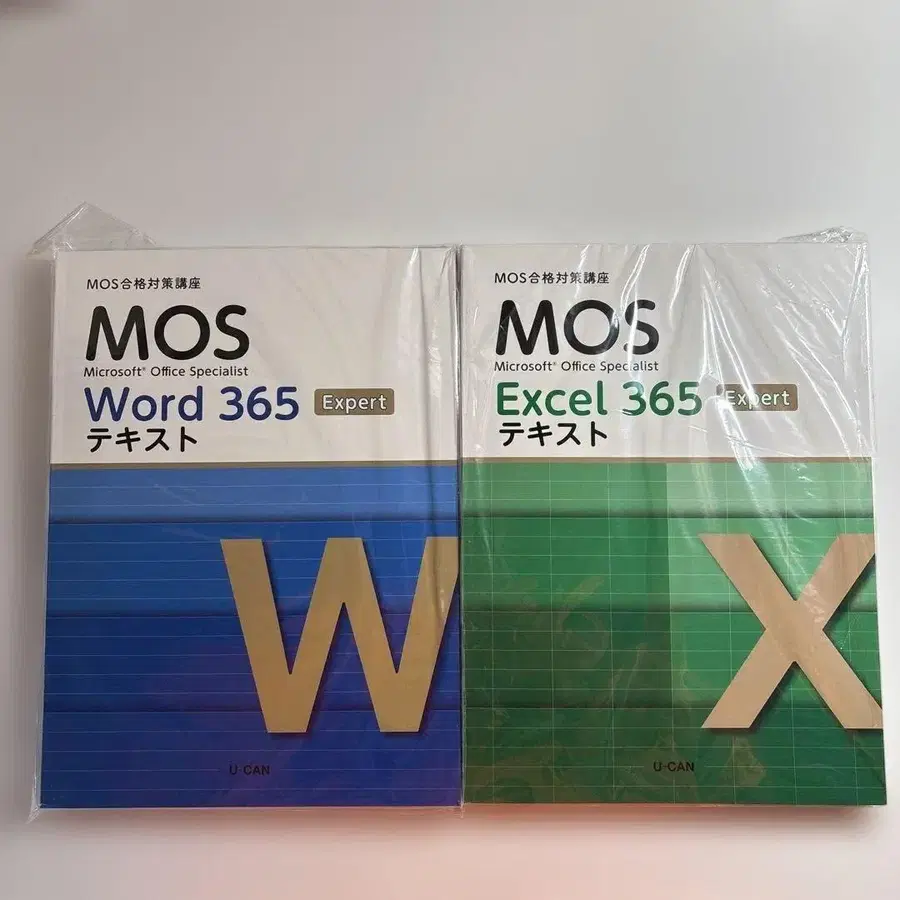 MOS合格対策講座
MOS
Microsoft® Office Specialist
Word 365 Expert
テキスト
W
U-CAN
MOS合格対策講座
MOS
Microsoft® Office Specialist
Excel 365 Expert
テキスト
X
U-CAN